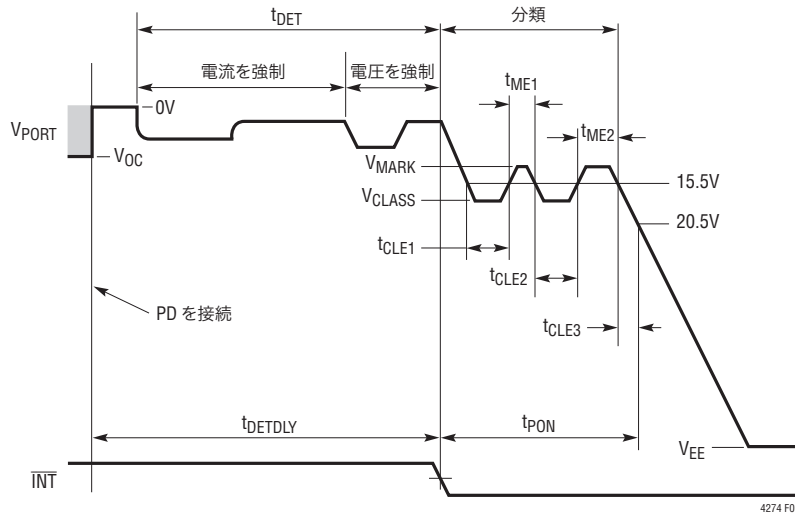 tDET
分類
電流を強制
電圧を強制
tME1
0V
tME2
VPORT
VOC
VMARK
15.5V
VCLASS
20.5V
tCLE1
tCLE2
PD を接続
tCLE3
tDETDLY
tPON
VEE
INT
4274 F0